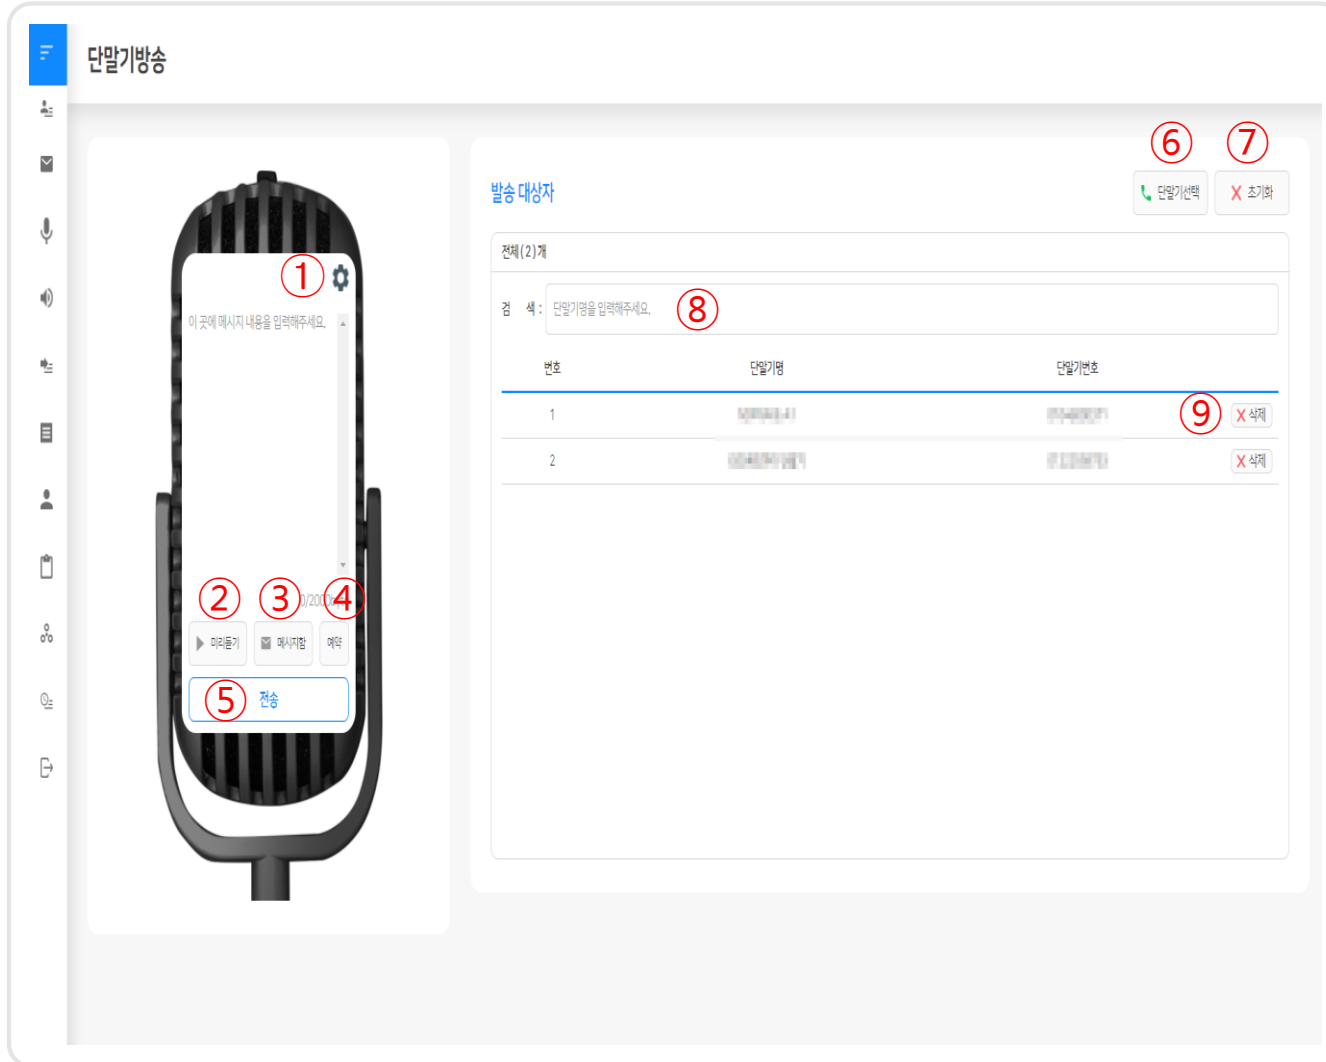 단말기방송
⑥ ⑦
발송 대상자
단말기선택 초기화
전체(2)개
①
검 색 : 단말기명을 입력해주세요. ⑧
이 곳에 메시지 내용을 입력해주세요.
번호 단말기명 단말기번호
1 ⑨ 삭제
2 삭제
② ③ ④
/2000b
미리듣기 메시지함 예약
⑤ 전송